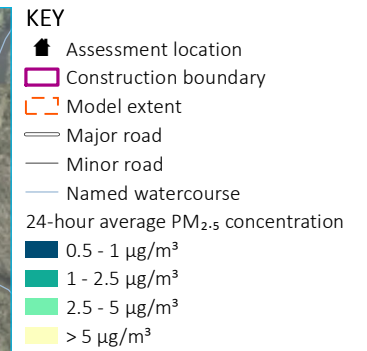 KEY
Assessment location
Construction boundary
Model extent
Major road
Minor road
Named watercourse
24-hour average PM₂.₅ concentration
0.5 - 1 µg/m³
1 - 2.5 µg/m³
2.5 - 5 µg/m³
> 5 µg/m³